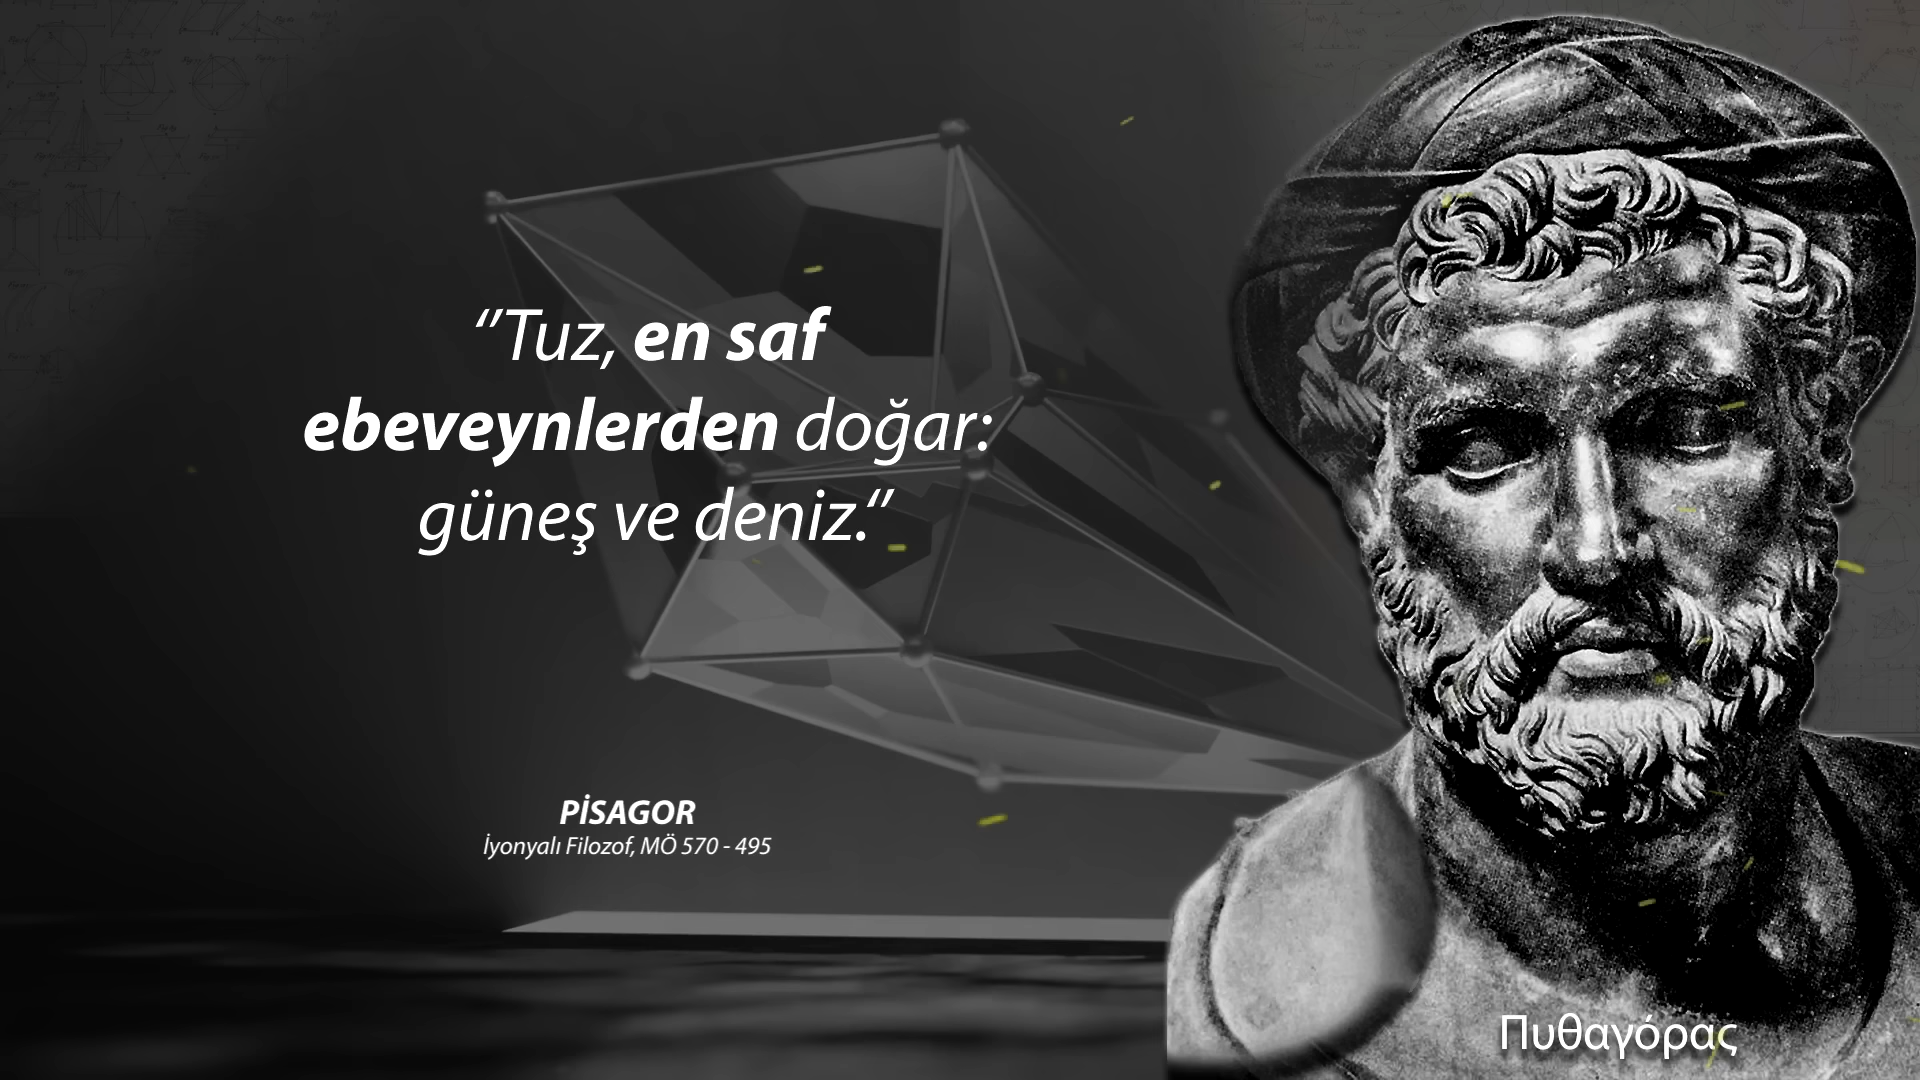 “Tuz, en saf
ebeveynlerden doğar:
güneş ve deniz.“
PİSAGOR
İyonyalı Filozof, MÖ 570 - 495
Πυθαγόρας